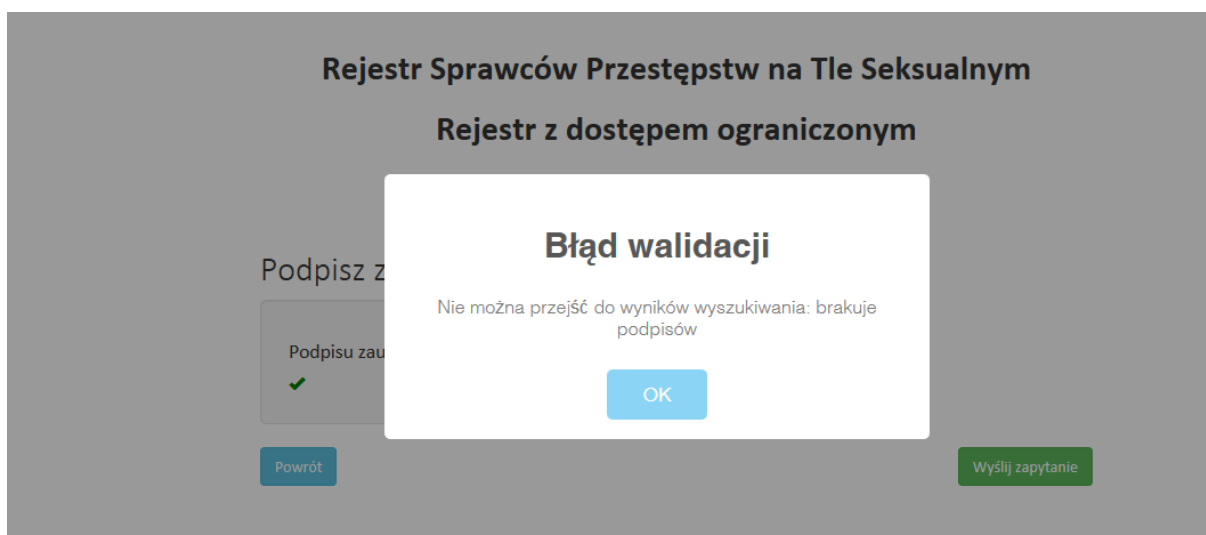 Rejestr Sprawców Przestępstw na Tle Seksualnym
Rejestr z dostępem ograniczonym
Błąd walidacji
Podpisz z
Nie można przejść do wyników wyszukiwania: brakuje
podpisów
Podpisu zau
OK
Powrót
Wyślij zapytanie